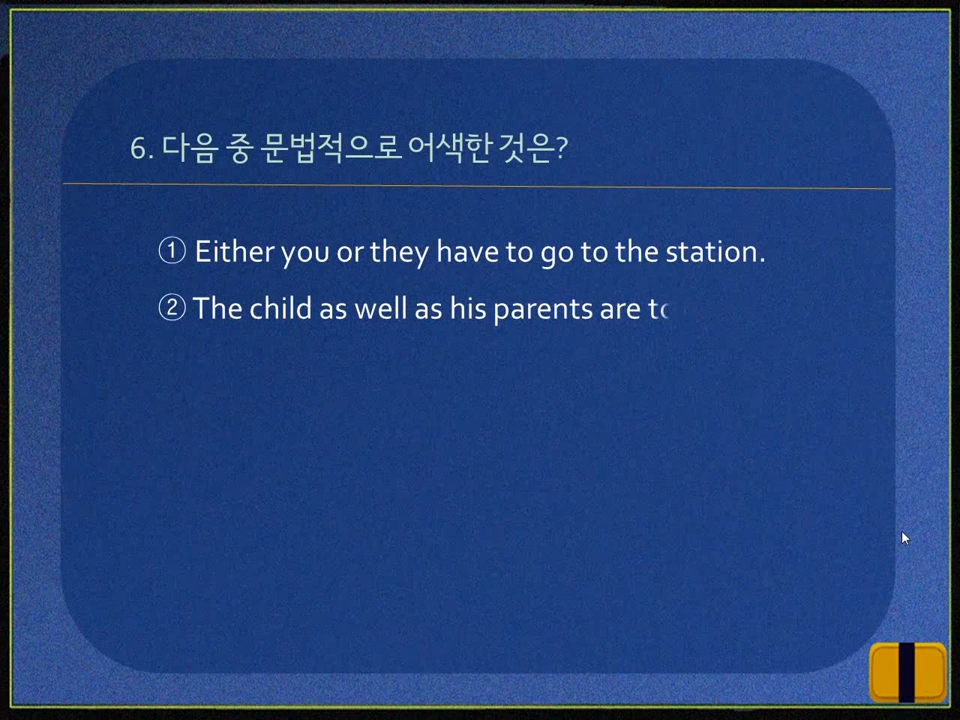 6. 다음 중 문법적으로 어색한 것은?
① Either you or they have to go to the station.
② The child as well as his parents are